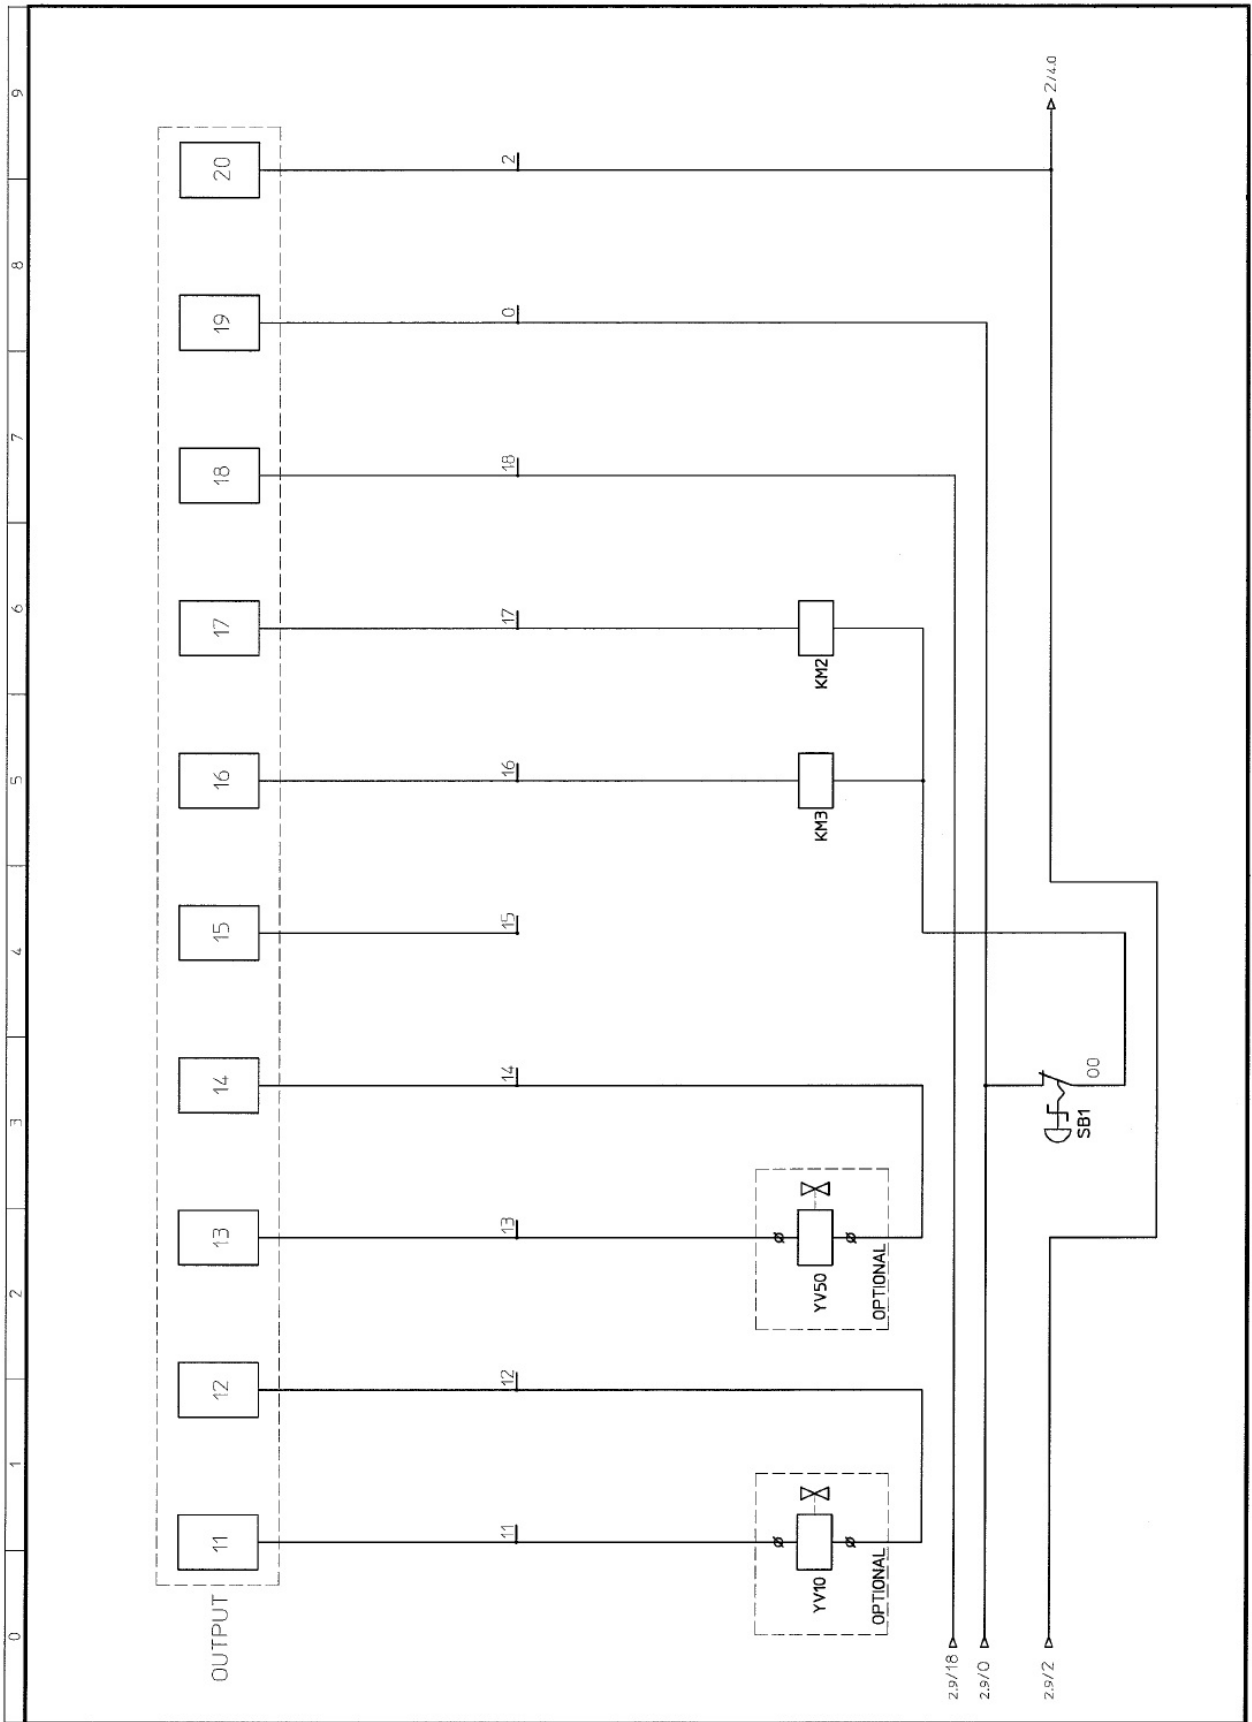 0 1 2 3 4 5 6 7 8 9
OUTPUT
11 12 13 14 15 16 17 18 19 20
11 12 13 14 15 16 17 18 0 2
YV10
OPTIONAL
YV50
OPTIONAL
KM3
KM2
2.9/18
2.9/0
2.9/2
SB1
00
2/4.0